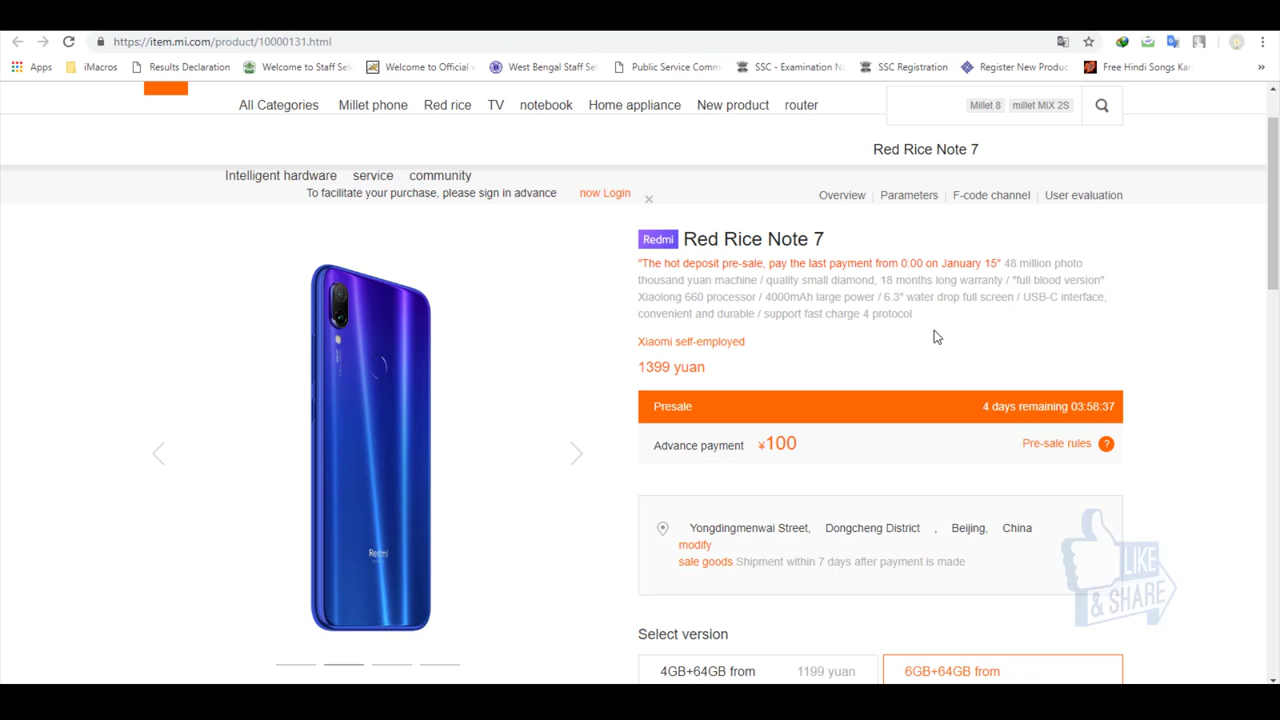 https://item.mi.com/product/10000131.html
Apps iMacros Results Declaration Welcome to Staff Sel Welcome to Official West Bengal Staff Se Public Service Comm SSC - Examination N SSC Registration Register New Produc Free Hindi Songs Kar »
All Categories Millet phone Red rice TV notebook Home appliance New product router Millet 8 millet MIX 2S
Red Rice Note 7
Intelligent hardware service community
To facilitate your purchase, please sign in advance now Login
Overview Parameters F-code channel User evaluation
Redmi Red Rice Note 7
"The hot deposit pre-sale, pay the last payment from 0:00 on January 15" 48 million photo
thousand yuan machine / quality small diamond, 18 months long warranty / "full blood version"
Xiaolong 660 processor / 4000mAh large power / 6.3" water drop full screen / USB-C interface,
convenient and durable / support fast charge 4 protocol
Xiaomi self-employed
1399 yuan
Presale 4 days remaining 03:58:37
Advance payment ¥100 Pre-sale rules ?
Yongdingmenwai Street, Dongcheng District , Beijing, China
modify
sale goods Shipment within 7 days after payment is made
LIKE
& SHARE
Redmi
Select version
4GB+64GB from 1199 yuan 6GB+64GB from